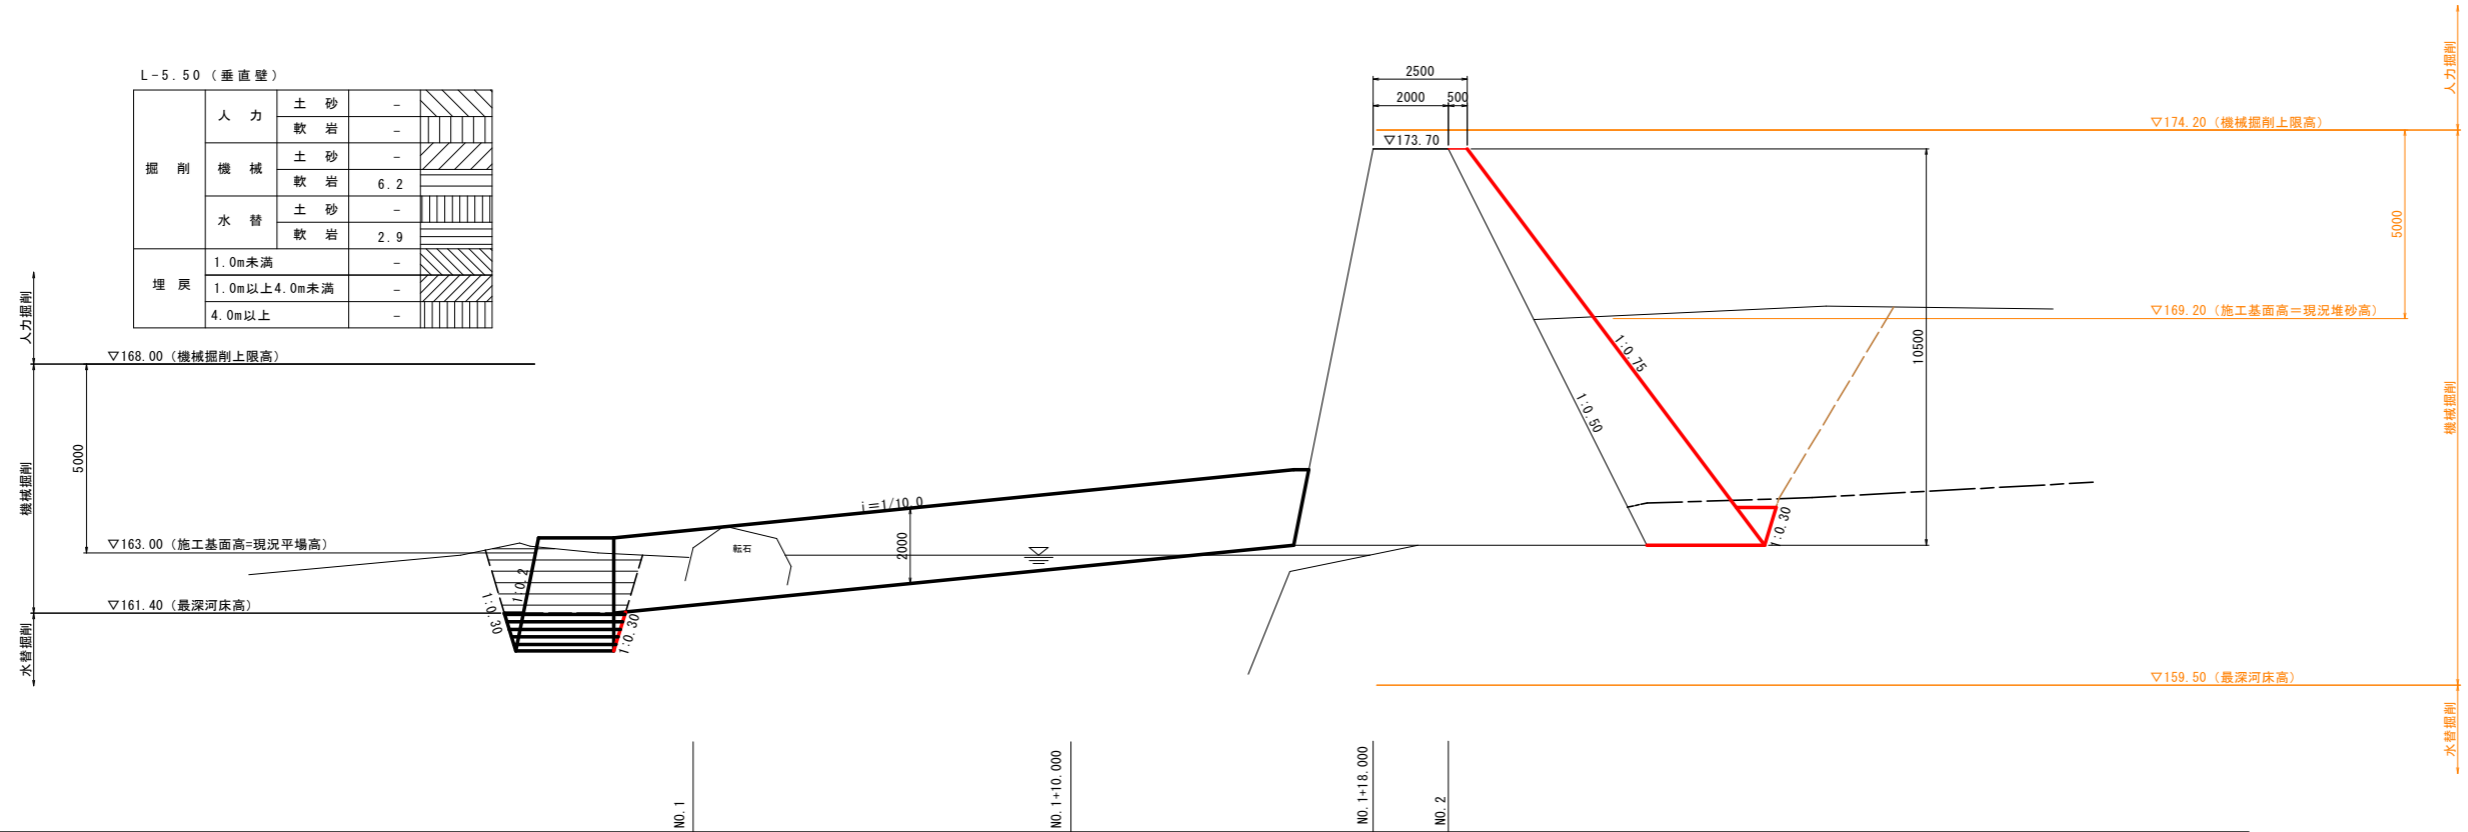 L-5.50 (垂直壁)
掘 削
人 力
土 砂
-
軟 岩
-
機 械
土 砂
-
軟 岩
6.2
水 替
土 砂
-
軟 岩
2.9
埋 戻
1.0m未満
-
1.0m以上4.0m未満
-
4.0m以上
-
人力掘削
機械掘削
水替掘削
▽168.00 (機械掘削上限高)
5000
▽163.00 (施工基面高=現況平場高)
▽161.40 (最深河床高)
1:0.30
1:0.2
1:0.30
転石
i=1/10.0
2000
2500
2000
500
▽173.70
1:0.75
1:0.50
1:0.30
10500
▽174.20 (機械掘削上限高)
5000
▽169.20 (施工基面高＝現況堆砂高)
▽159.50 (最深河床高)
人力掘削
機械掘削
水替掘削
NO.1
NO.1+10.000
NO.1+18.000
NO.2